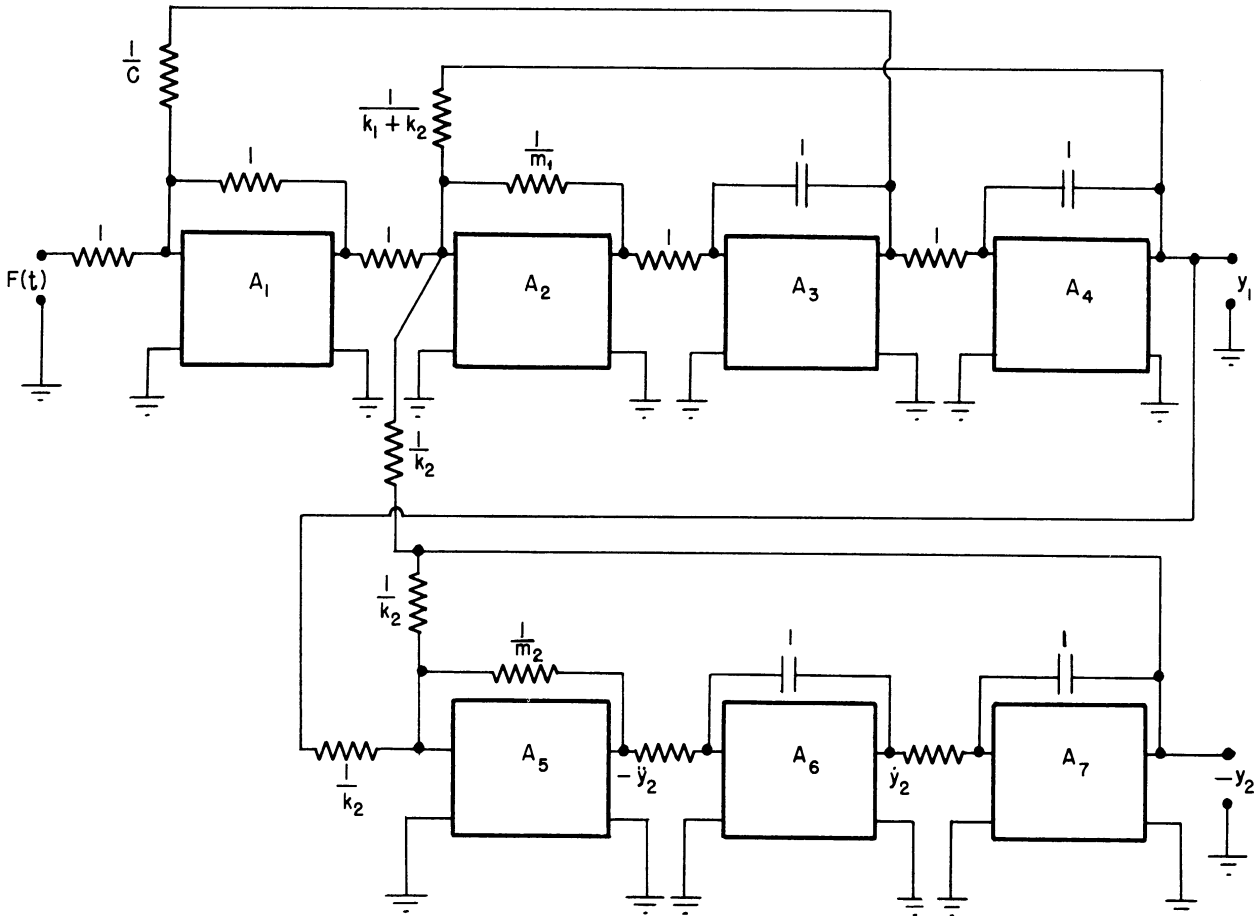 1/C
1/(k₁ + k₂)
1
1/m₁
1
1
1
1
1
1
F(t)
A₁
A₂
A₃
A₄
y₁
1/k₂
1/k₂
1/m₂
1
1
1/k₂
A₅
-ÿ₂
A₆
ẏ₂
A₇
-y₂